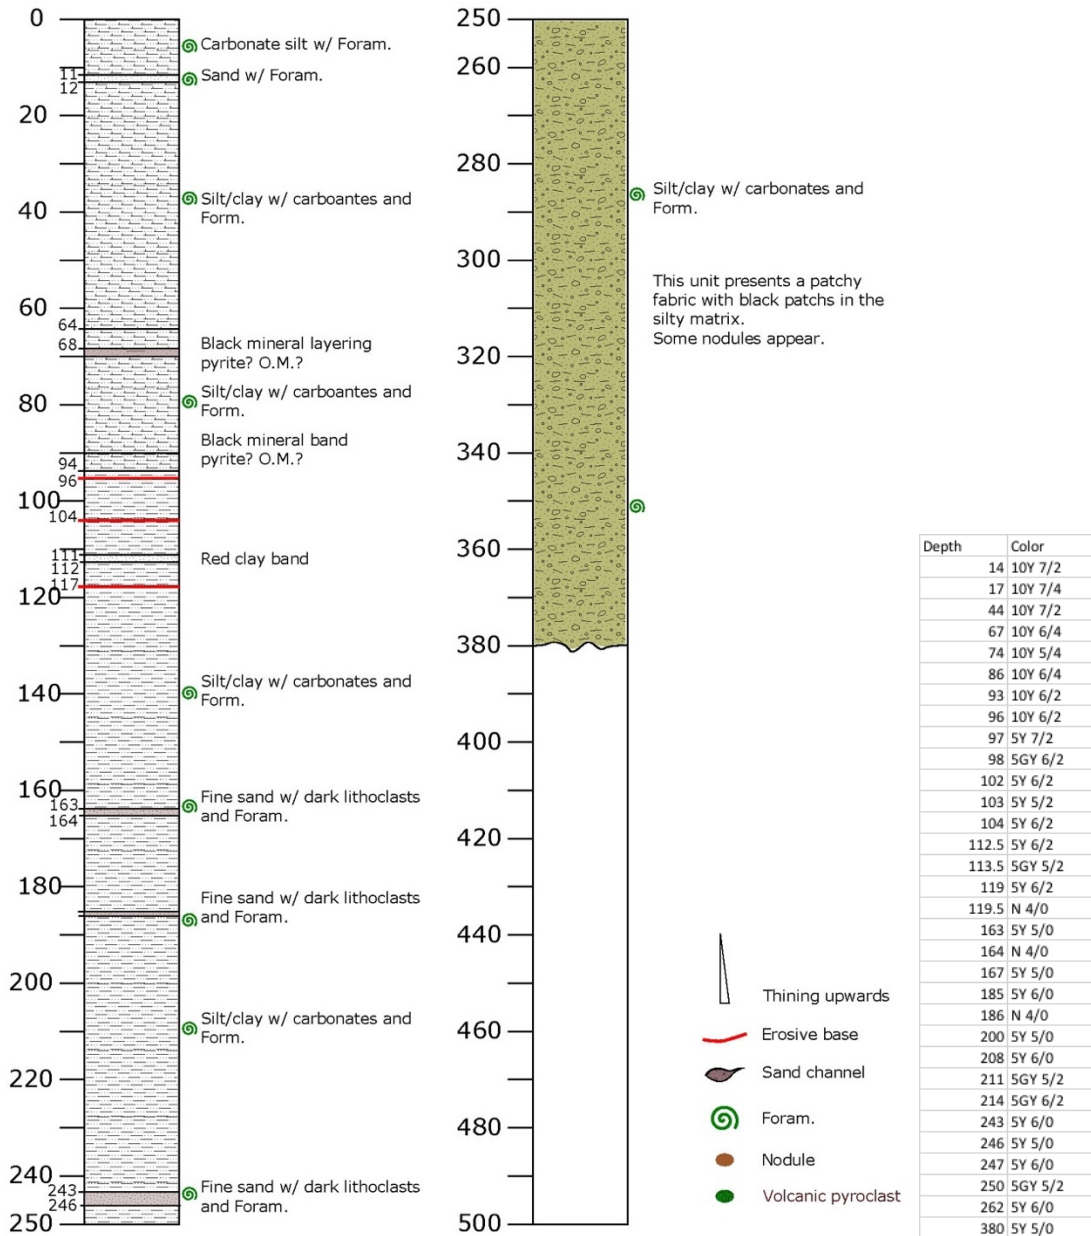 0
Carbonate silt w/ Foram.
11
Sand w/ Foram.
12
20
Silt/clay w/ carboantes and
Form.
40
60
64
68
Black mineral layering
pyrite? O.M.?
Silt/clay w/ carboantes and
Form.
80
Black mineral band
pyrite? O.M.?
94
96
100
104
111
Red clay band
112
117
120
Silt/clay w/ carbonates and
Form.
140
160
Fine sand w/ dark lithoclasts
and Foram.
163
164
180
Fine sand w/ dark lithoclasts
and Foram.
200
Silt/clay w/ carbonates and
Form.
220
240
243
Fine sand w/ dark lithoclasts
and Foram.
246
250
250
260
280
Silt/clay w/ carbonates and
Form.
300
This unit presents a patchy
fabric with black patchs in the
silty matrix.
Some nodules appear.
320
340
360
380
400
420
440
460
480
500
Thining upwards
Erosive base
Sand channel
Foram.
Nodule
Volcanic pyroclast
Depth Color
14 10Y 7/2
17 10Y 7/4
44 10Y 7/2
67 10Y 6/4
74 10Y 5/4
86 10Y 6/4
93 10Y 6/2
96 10Y 6/2
97 5Y 7/2
98 5GY 6/2
102 5Y 6/2
103 5Y 5/2
104 5Y 6/2
112.5 5Y 6/2
113.5 5GY 5/2
119 5Y 6/2
119.5 N 4/0
163 5Y 5/0
164 N 4/0
167 5Y 5/0
185 5Y 6/0
186 N 4/0
200 5Y 5/0
208 5Y 6/0
211 5GY 5/2
214 5GY 6/2
243 5Y 6/0
246 5Y 5/0
247 5Y 6/0
250 5GY 5/2
262 5Y 6/0
380 5Y 5/0